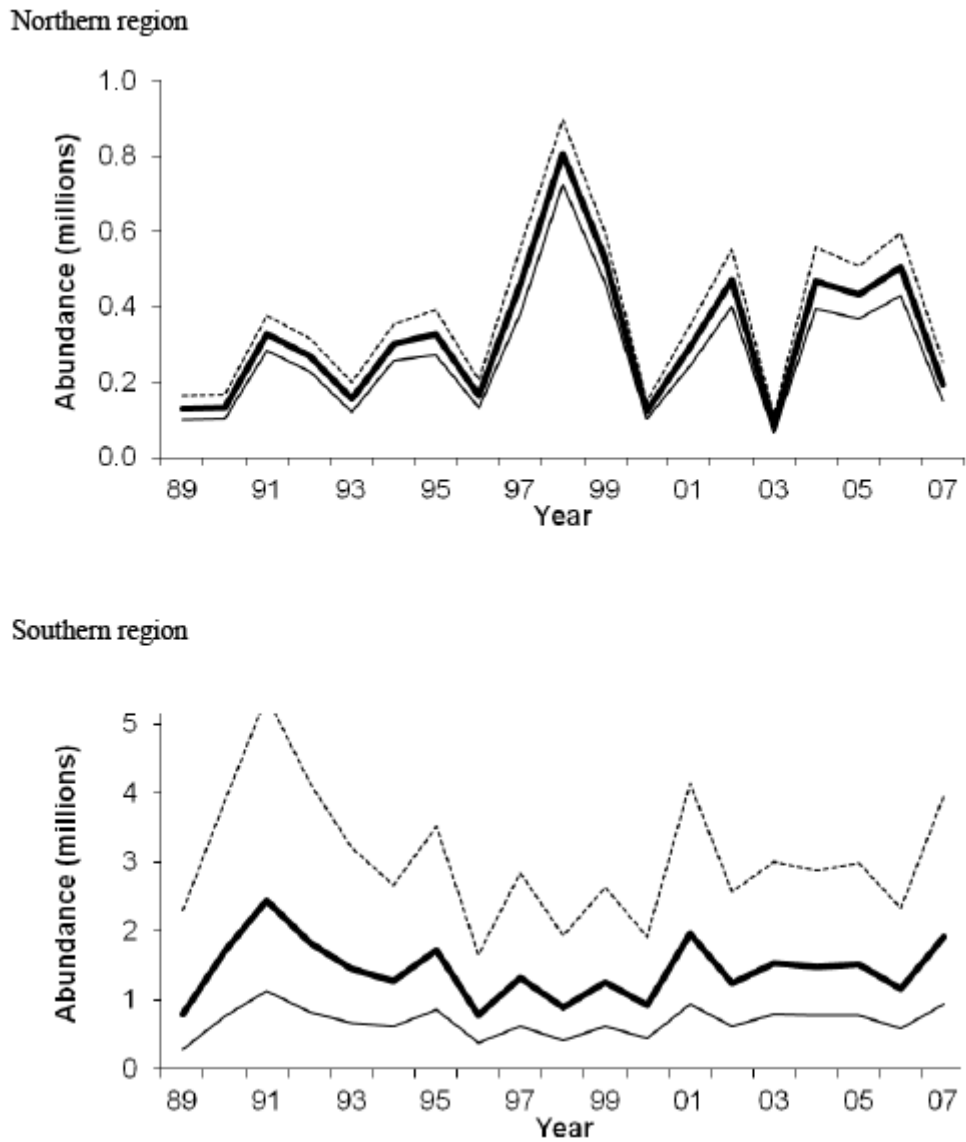 Northern region
Abundance (millions)
1.0
0.8
0.6
0.4
0.2
0.0
89 91 93 95 97 99 01 03 05 07
Year
Southern region
Abundance (millions)
5
4
3
2
1
0
89 91 93 95 97 99 01 03 05 07
Year